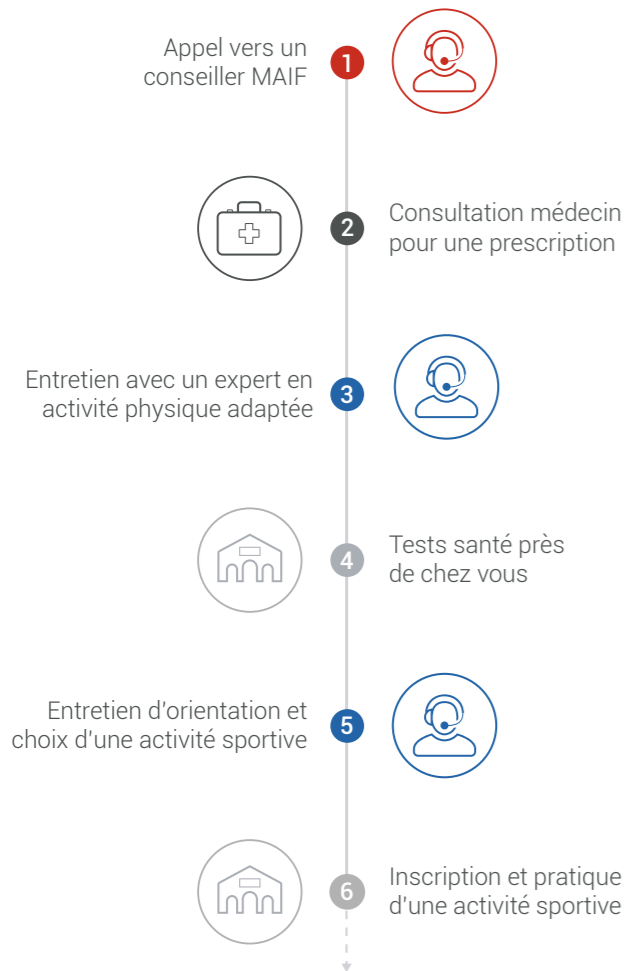 Appel vers un
conseiller MAIF
1
2
Consultation médecin
pour une prescription
Entretien avec un expert en
activité physique adaptée
3
4
Tests santé près
de chez vous
Entretien d'orientation et
choix d'une activité sportive
5
6
Inscription et pratique
d'une activité sportive